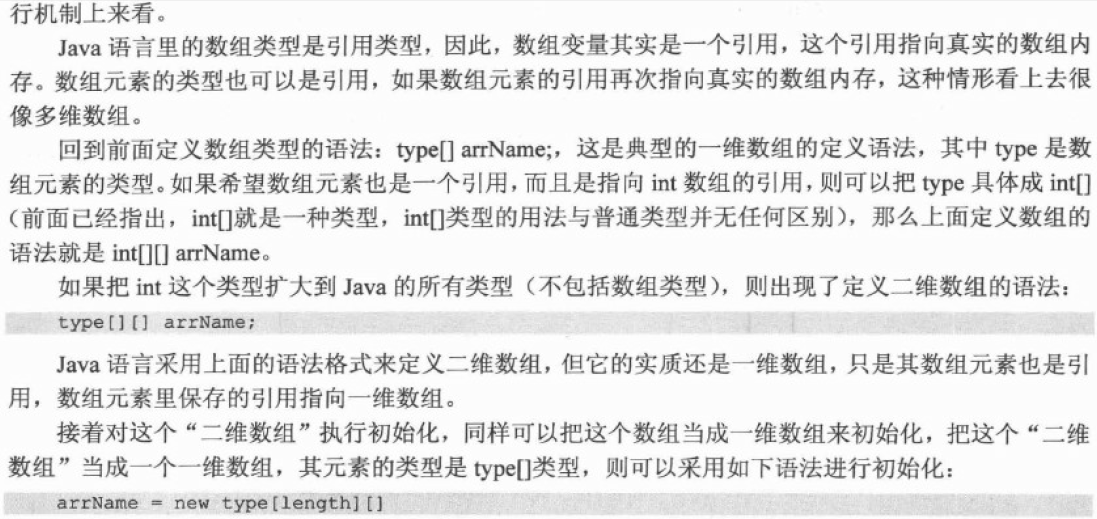 行机制上来看。
Java 语言里的数组类型是引用类型，因此，数组变量其实是一个引用，这个引用指向真实的数组内
存。数组元素的类型也可以是引用，如果数组元素的引用再次指向真实的数组内存，这种情形看上去很
像多维数组。
回到前面定义数组类型的语法：type[] arrName;，这是典型的一维数组的定义语法，其中 type 是数
组元素的类型。如果希望数组元素也是一个引用，而且是指向 int 数组的引用，则可以把 type 具体成 int[]
（前面已经指出，int[]就是一种类型，int[]类型的用法与普通类型并无任何区别），那么上面定义数组的
语法就是 int[][] arrName。
如果把 int 这个类型扩大到 Java 的所有类型（不包括数组类型），则出现了定义二维数组的语法：
type[][] arrName;
Java 语言采用上面的语法格式来定义二维数组，但它的实质还是一维数组，只是其数组元素也是引
用，数组元素里保存的引用指向一维数组。
接着对这个“二维数组”执行初始化，同样可以把这个数组当成一维数组来初始化，把这个“二维
数组”当成一个一维数组，其元素的类型是 type[]类型，则可以采用如下语法进行初始化：
arrName = new type[length][]